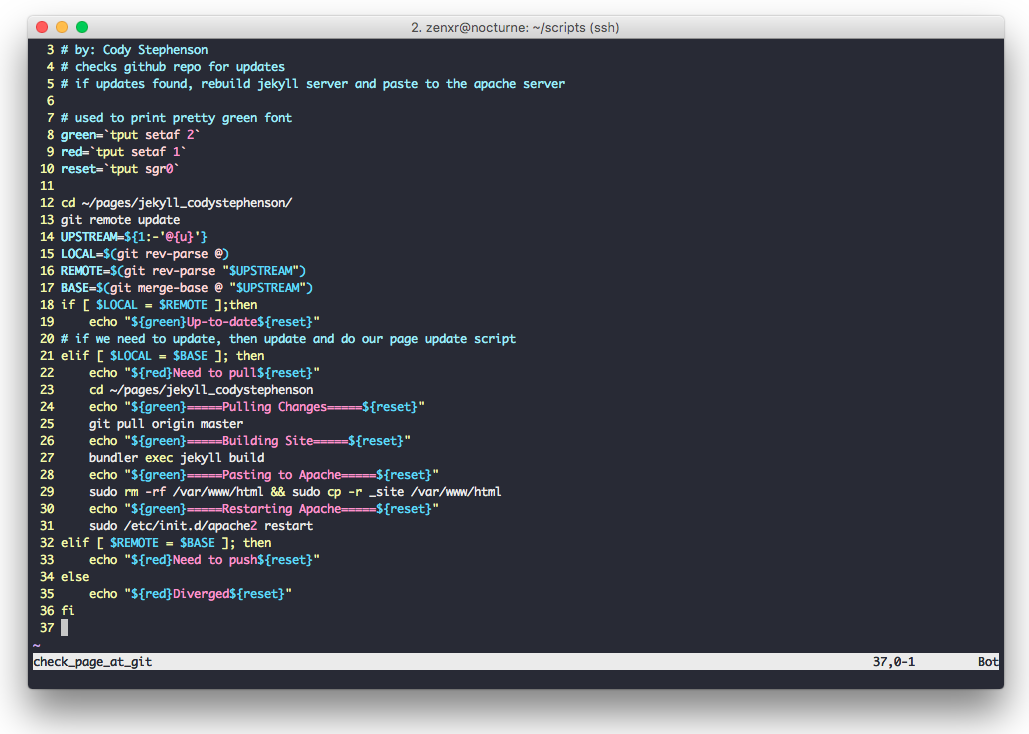 2. zenxr@nocturne: ~/scripts (ssh)
3 # by: Cody Stephenson
4 # checks github repo for updates
5 # if updates found, rebuild jekyll server and paste to the apache server
6
7 # used to print pretty green font
8 green=`tput setaf 2`
9 red=`tput setaf 1`
10 reset=`tput sgr0`
11
12 cd ~/pages/jekyll_codystephenson/
13 git remote update
14 UPSTREAM=${1:-'@{u}'}
15 LOCAL=$(git rev-parse @)
16 REMOTE=$(git rev-parse "$UPSTREAM")
17 BASE=$(git merge-base @ "$UPSTREAM")
18 if [ $LOCAL = $REMOTE ];then
19     echo "${green}Up-to-date${reset}"
20 # if we need to update, then update and do our page update script
21 elif [ $LOCAL = $BASE ]; then
22     echo "${red}Need to pull${reset}"
23     cd ~/pages/jekyll_codystephenson
24     echo "${green}=====Pulling Changes=====${reset}"
25     git pull origin master
26     echo "${green}=====Building Site=====${reset}"
27     bundler exec jekyll build
28     echo "${green}=====Pasting to Apache=====${reset}"
29     sudo rm -rf /var/www/html && sudo cp -r _site /var/www/html
30     echo "${green}=====Restarting Apache=====${reset}"
31     sudo /etc/init.d/apache2 restart
32 elif [ $REMOTE = $BASE ]; then
33     echo "${red}Need to push${reset}"
34 else
35     echo "${red}Diverged${reset}"
36 fi
37
~
check_page_at_git 37,0-1 Bot